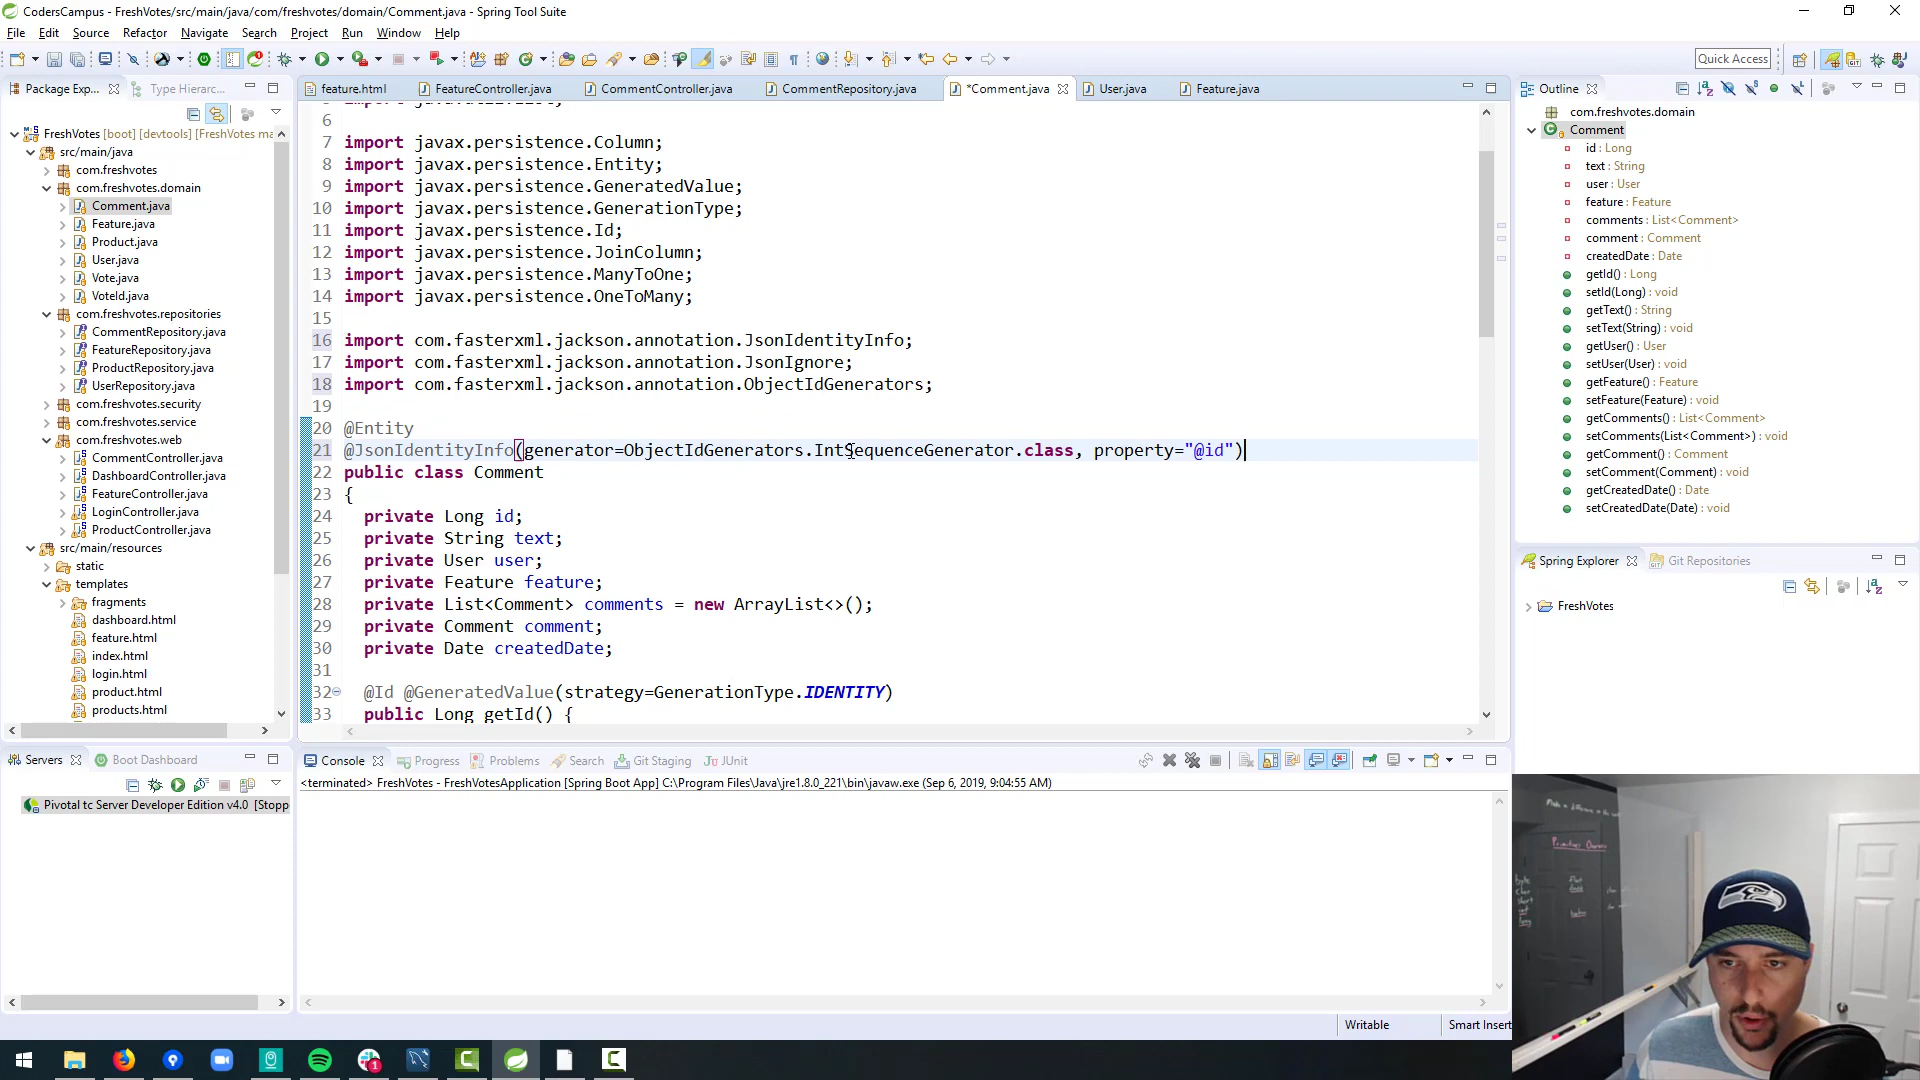 CodersCampus - FreshVotes/src/main/java/com/freshvotes/domain/Comment.java - Spring Tool Suite
File Edit Source Refactor Navigate Search Project Run Window Help
Quick Access
Package Exp... Type Hierarc...
FreshVotes [boot] [devtools] [FreshVotes ma
src/main/java
com.freshvotes
com.freshvotes.domain
Comment.java
Feature.java
Product.java
User.java
Vote.java
VoteId.java
com.freshvotes.repositories
CommentRepository.java
FeatureRepository.java
ProductRepository.java
UserRepository.java
com.freshvotes.security
com.freshvotes.service
com.freshvotes.web
CommentController.java
DashboardController.java
FeatureController.java
LoginController.java
ProductController.java
src/main/resources
static
templates
fragments
dashboard.html
feature.html
index.html
login.html
product.html
products.html
feature.html FeatureController.java CommentController.java CommentRepository.java *Comment.java User.java Feature.java
6
7 import javax.persistence.Column;
8 import javax.persistence.Entity;
9 import javax.persistence.GeneratedValue;
10 import javax.persistence.GenerationType;
11 import javax.persistence.Id;
12 import javax.persistence.JoinColumn;
13 import javax.persistence.ManyToOne;
14 import javax.persistence.OneToMany;
15
16 import com.fasterxml.jackson.annotation.JsonIdentityInfo;
17 import com.fasterxml.jackson.annotation.JsonIgnore;
18 import com.fasterxml.jackson.annotation.ObjectIdGenerators;
19
20 @Entity
21 @JsonIdentityInfo(generator=ObjectIdGenerators.IntSequenceGenerator.class, property="@id")
22 public class Comment
23 {
24 private Long id;
25 private String text;
26 private User user;
27 private Feature feature;
28 private List<Comment> comments = new ArrayList<>();
29 private Comment comment;
30 private Date createdDate;
31
32 @Id @GeneratedValue(strategy=GenerationType.IDENTITY)
33 public Long getId() {
Outline
com.freshvotes.domain
Comment
id : Long
text : String
user : User
feature : Feature
comments : List<Comment>
comment : Comment
createdDate : Date
getId() : Long
setId(Long) : void
getText() : String
setText(String) : void
getUser() : User
setUser(User) : void
getFeature() : Feature
setFeature(Feature) : void
getComments() : List<Comment>
setComments(List<Comment>) : void
getComment() : Comment
setComment(Comment) : void
getCreatedDate() : Date
setCreatedDate(Date) : void
Spring Explorer Git Repositories
FreshVotes
Servers Boot Dashboard
Pivotal tc Server Developer Edition v4.0 [Stopp
Console Progress Problems Search Git Staging JUnit
<terminated> FreshVotes - FreshVotesApplication [Spring Boot App] C:\Program Files\Java\jre1.8.0_221\bin\javaw.exe (Sep 6, 2019, 9:04:55 AM)
Writable Smart Insert